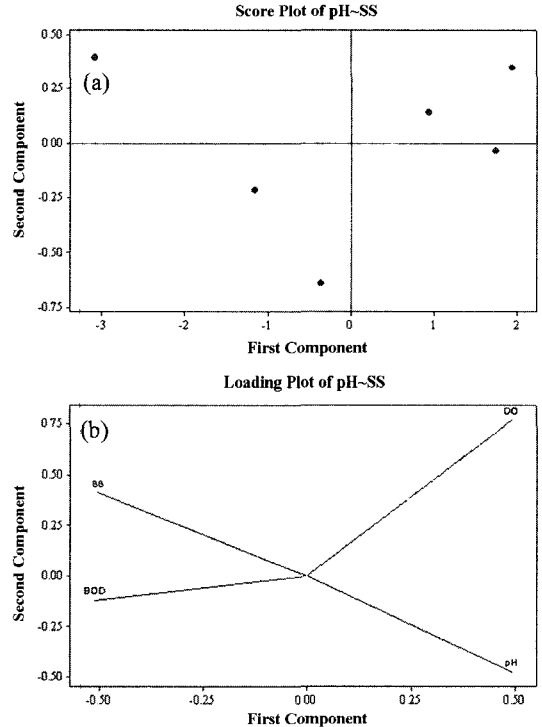 Score Plot of pH~SS
0.50
0.25
0.00
-0.25
-0.50
-0.75
Second Component
(a)
-3
-2
-1
0
1
2
First Component
Loading Plot of pH~SS
0.75
0.50
0.25
0.00
-0.25
-0.50
Second Component
(b)
DO
SS
BOD
pH
-0.50
-0.25
0.00
0.25
0.50
First Component